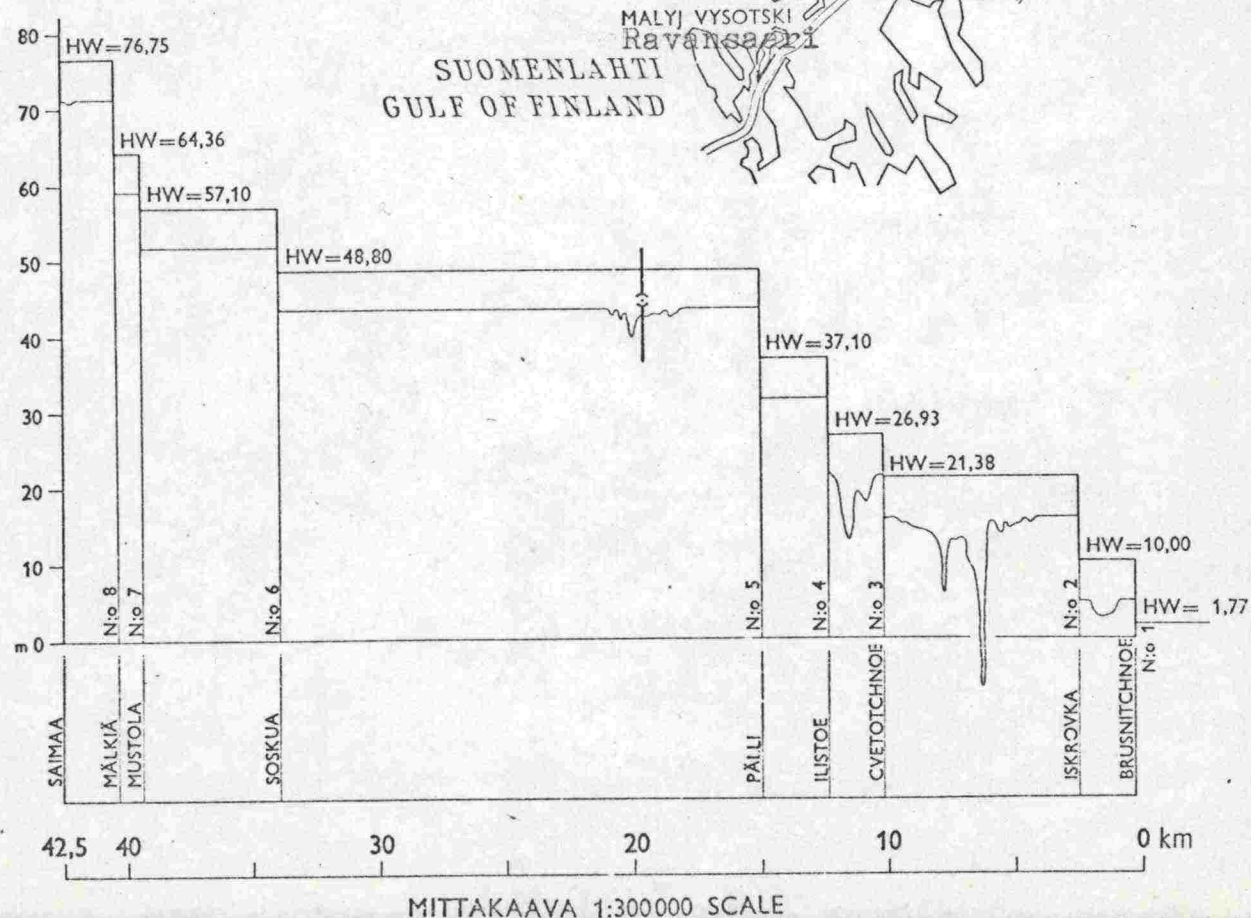 MALYJ VYSOTSKI
Ravansaari
SUOMENLAHTI
GULF OF FINLAND
80
70
60
50
40
30
20
10
m 0
HW=76,75
HW=64,36
HW=57,10
HW=48,80
HW=37,10
HW=26,93
HW=21,38
HW=10,00
HW= 1,77
N:o 8
N:o 7
N:o 6
N:o 5
N:o 4
N:o 3
N:o 2
N:o 1
SAIMAA
MÄLKIÄ
MUSTOLA
SOSKUA
PÄLLI
ILISTOE
CVETOTCHNOE
ISKROVKA
BRUSNITCHNOE
42,5 40 30 20 10 0 km
MITTAKAAVA 1:300000 SCALE